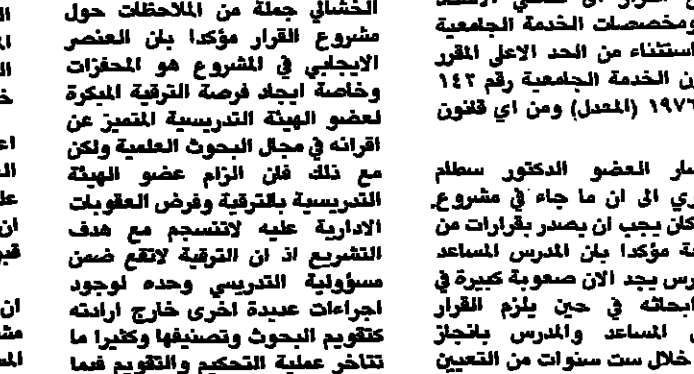 ومخصصات الخدمة الجامعية
استثناء من الحد الاعلى المقرر
ن الخدمة الجامعية رقم ١٤٢
١٩٧٦ (المعدل) ومن اي قانون
سار العضو الدكتور سطام
ري الى ان ما جاء في مشروع
كان يجب ان يصدر بقرارات من
ة مؤكدا بان المدرس المساعد
رس يجد الان صعوبة كبيرة في
ابحاثه في حين يلزم القرار
المساعد والمدرس بانجاز
خلال ست سنوات من التعيين
الخشالي جملة من الملاحظات حول
مشروع القرار مؤكدا بان العنصر
الايجابي في المشروع هو المحفزات
وخاصة ايجاد فرصة الترقية المبكرة
لعضو الهيئة التدريسية المتميز عن
اقرانه في مجال البحوث العلمية ولكن
مع ذلك فان الزام عضو الهيئة
التدريسية بالترقية وفرض العقوبات
الادارية عليه لاتنسجم مع هدف
التشريع اذ ان الترقية لاتقع ضمن
مسؤولية التدريسي وحده لوجود
اجراءات عديدة اخرى خارج ارادته
كتقويم البحوث وتصنيفها وكثيرا ما
تتاخر عملية التحكيم والتقويم فيما